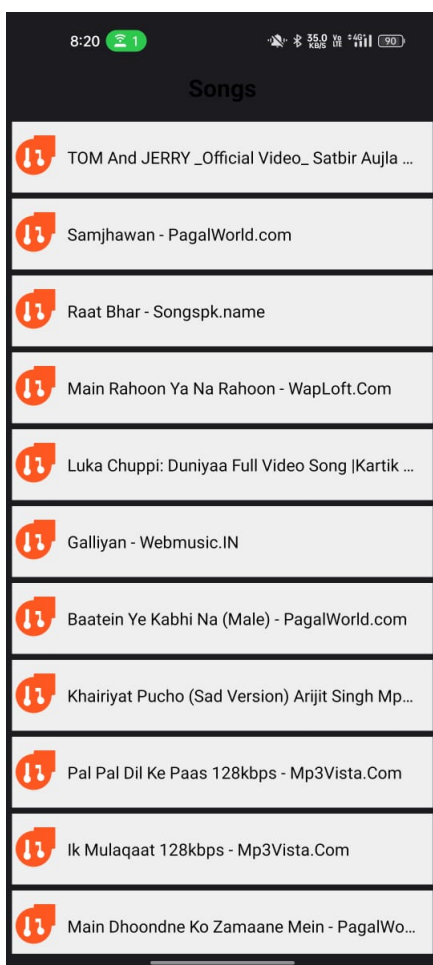 8:20 1 35.0 KB/S Vo LTE 4G 90
Songs
TOM And JERRY _Official Video_ Satbir Aujla ...
Samjhawan - PagalWorld.com
Raat Bhar - Songspk.name
Main Rahoon Ya Na Rahoon - WapLoft.Com
Luka Chuppi: Duniyaa Full Video Song |Kartik ...
Galliyan - Webmusic.IN
Baatein Ye Kabhi Na (Male) - PagalWorld.com
Khairiyat Pucho (Sad Version) Arijit Singh Mp...
Pal Pal Dil Ke Paas 128kbps - Mp3Vista.Com
Ik Mulaqaat 128kbps - Mp3Vista.Com
Main Dhoondne Ko Zamaane Mein - PagalWo...